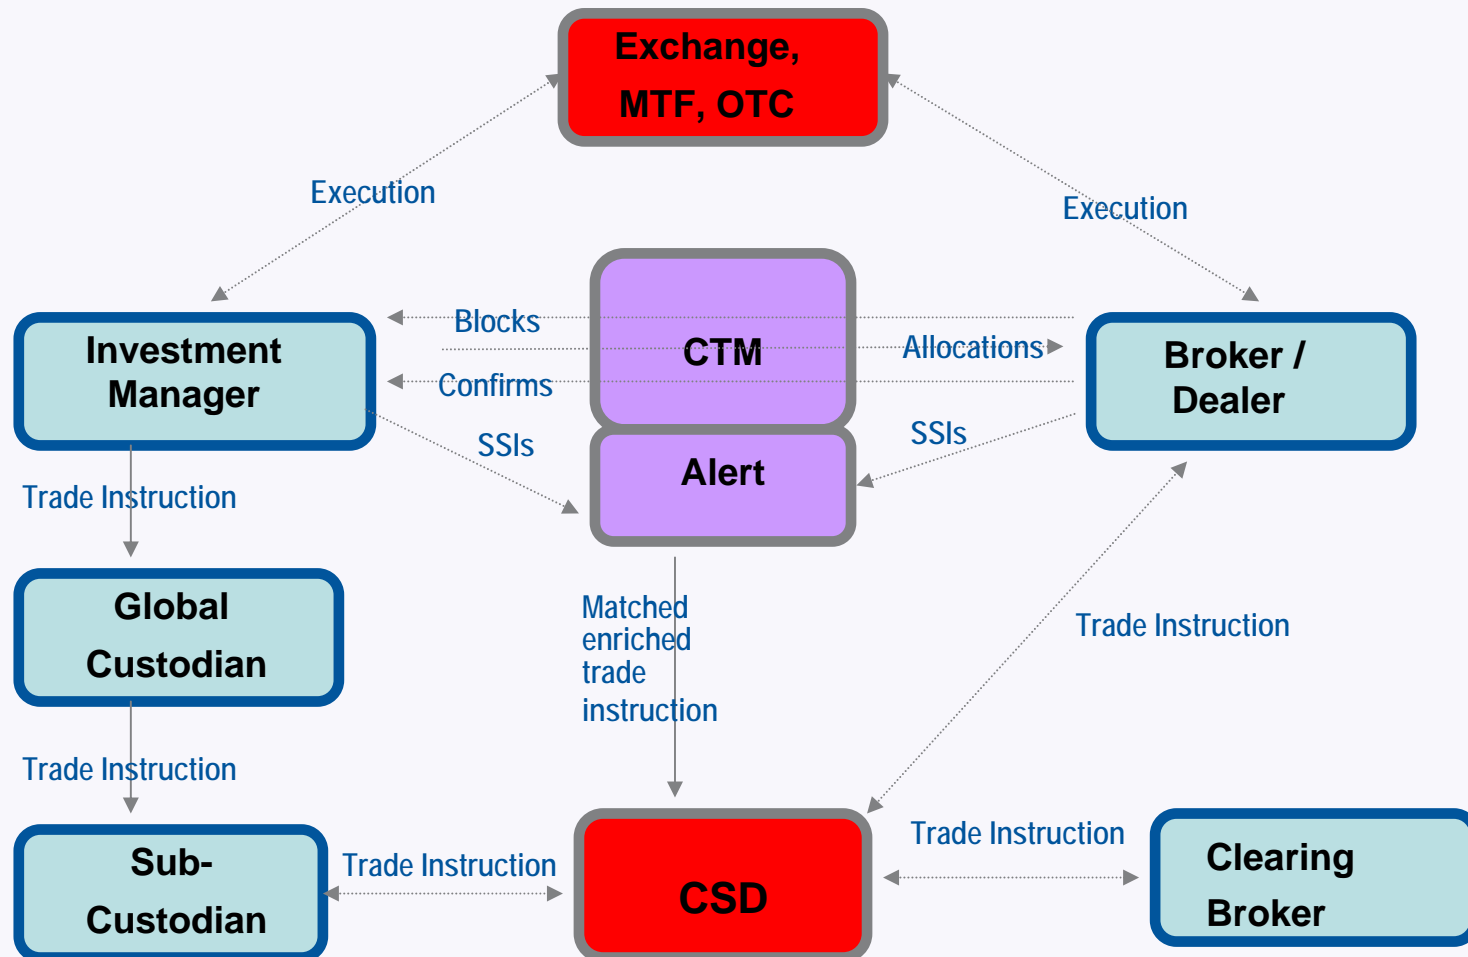 Exchange,
MTF, OTC
Execution
Execution
Blocks
CTM
Allocations
Confirms
Investment
Manager
Broker /
Dealer
SSIs
SSIs
Alert
Trade Instruction
Global
Custodian
Matched
enriched
trade
instruction
Trade Instruction
Trade Instruction
Sub-
Custodian
Trade Instruction
CSD
Trade Instruction
Clearing
Broker